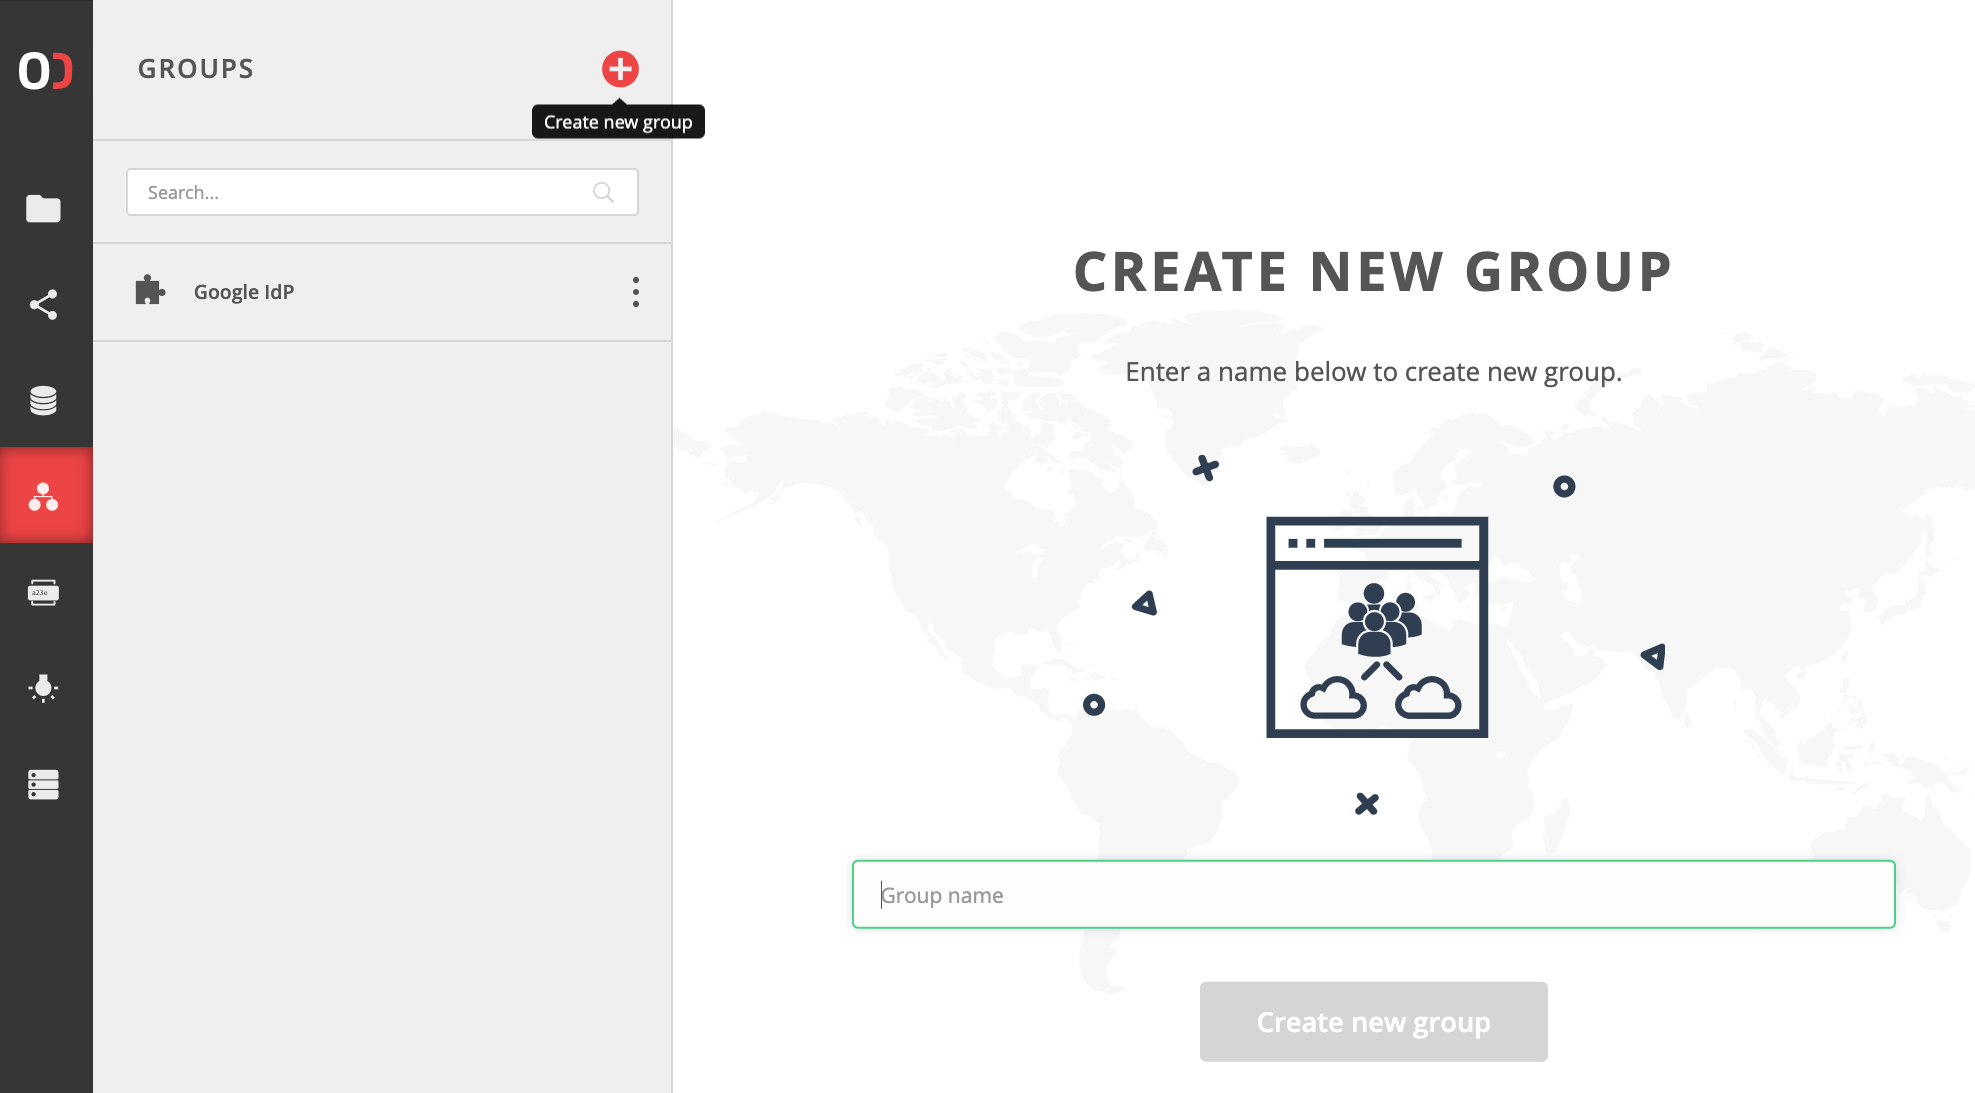 GROUPS
Create new group
Search...
Google IdP
a23e
CREATE NEW GROUP
Enter a name below to create new group.
Group name
Create new group